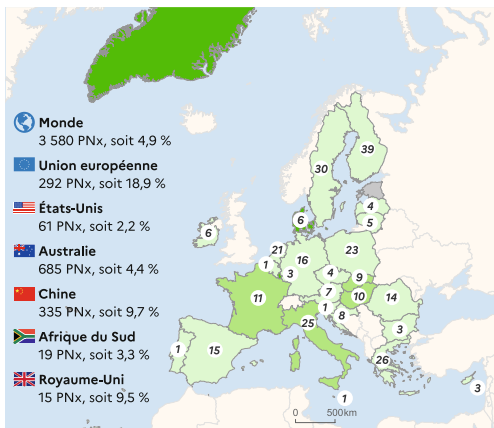 Monde
3 580 PNx, soit 4,9 %
Union européenne
292 PNx, soit 18,9 %
États-Unis
61 PNx, soit 2,2 %
Australie
685 PNx, soit 4,4 %
Chine
335 PNx, soit 9,7 %
Afrique du Sud
19 PNx, soit 3,3 %
Royaume-Uni
15 PNx, soit 9,5 %
39
30
6
4
5
6
21
16
23
1
3
4
9
7
10
14
11
1
8
25
3
1
15
26
3
1
0 500km